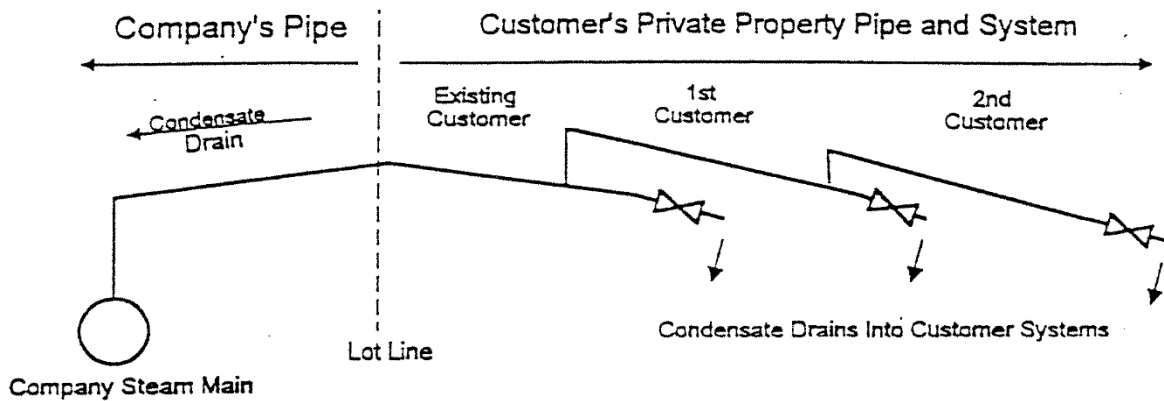 Company's Pipe
Customer's Private Property Pipe and System
Condensate
Drain
Existing
Customer
1st
Customer
2nd
Customer
Condensate Drains Into Customer Systems
Lot Line
Company Steam Main